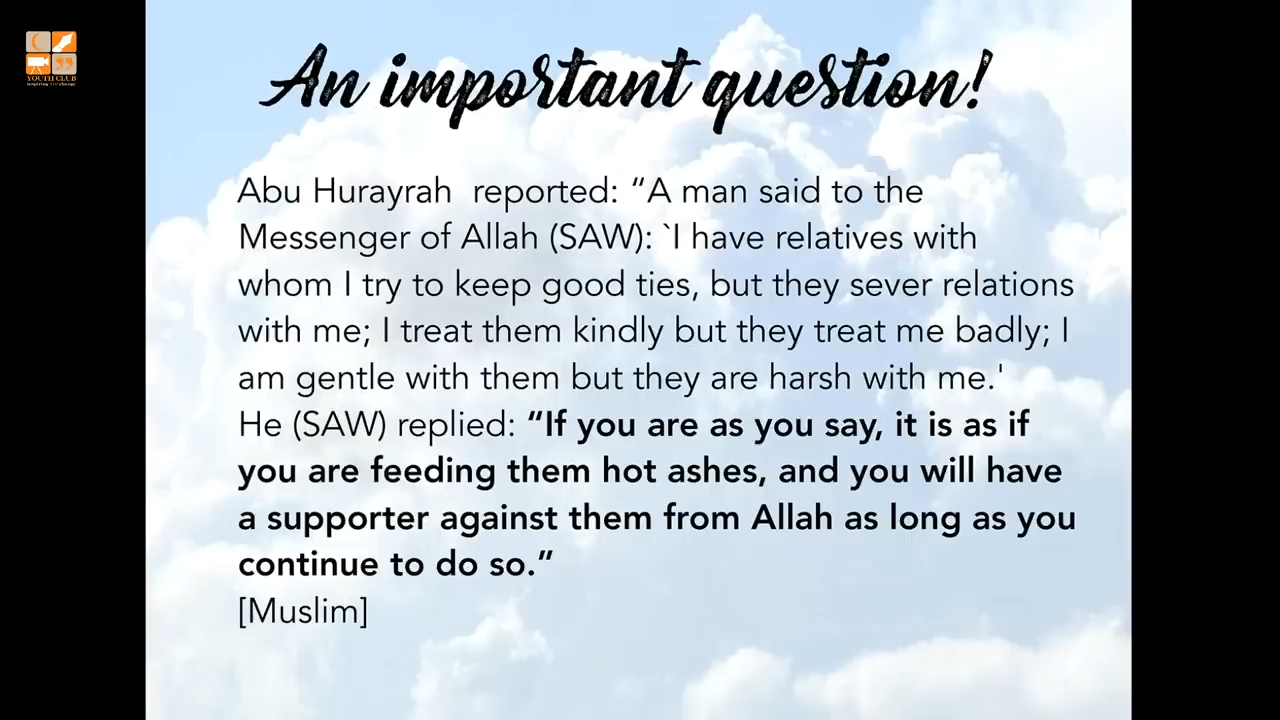 YOUTH CLUB
An important question!
Abu Hurayrah  reported: “A man said to the
Messenger of Allah (SAW): `I have relatives with
whom I try to keep good ties, but they sever relations
with me; I treat them kindly but they treat me badly; I
am gentle with them but they are harsh with me.'
He (SAW) replied: “If you are as you say, it is as if
you are feeding them hot ashes, and you will have
a supporter against them from Allah as long as you
continue to do so.”
[Muslim]